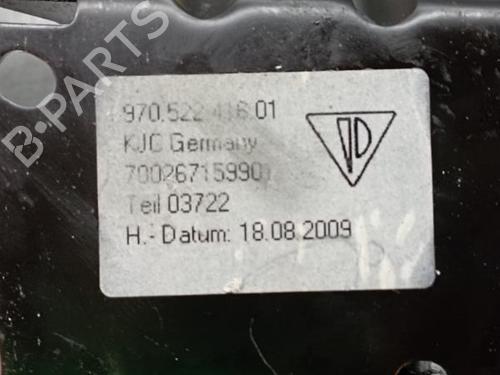 B-PARTS
970.522.416.01
KJC Germany
70026715990
Teil 03722
H.- Datum: 18.08.2009